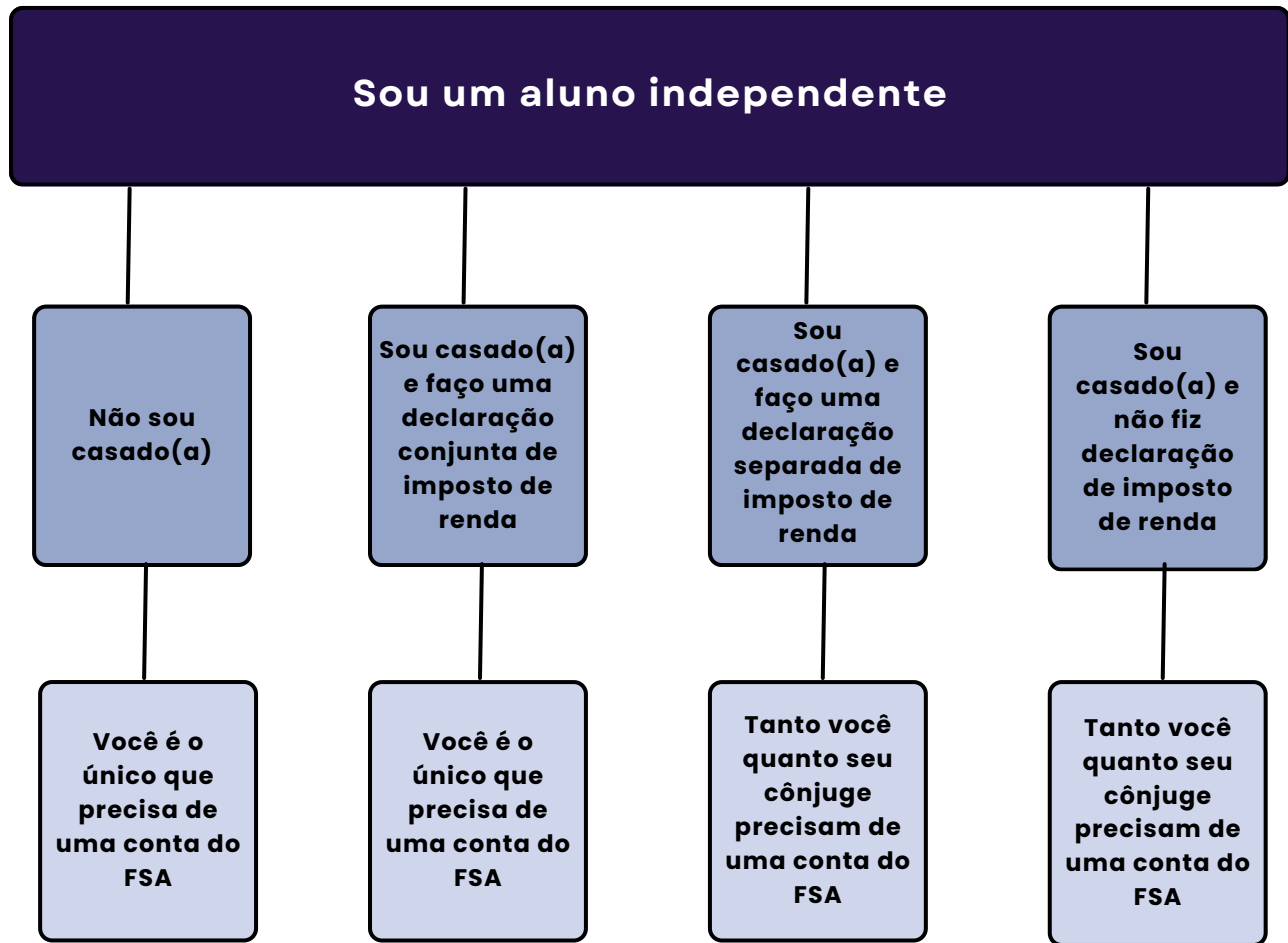 Sou um aluno independente
Não sou
casado(a)
Sou casado(a)
e faço uma
declaração
conjunta de
imposto de
renda
Sou
casado(a) e
faço uma
declaração
separada de
imposto de
renda
Sou
casado(a) e
não fiz
declaração
de imposto
de renda
Você é o
único que
precisa de
uma conta do
FSA
Você é o
único que
precisa de
uma conta do
FSA
Tanto você
quanto seu
cônjuge
precisam de
uma conta do
FSA
Tanto você
quanto seu
cônjuge
precisam de
uma conta do
FSA